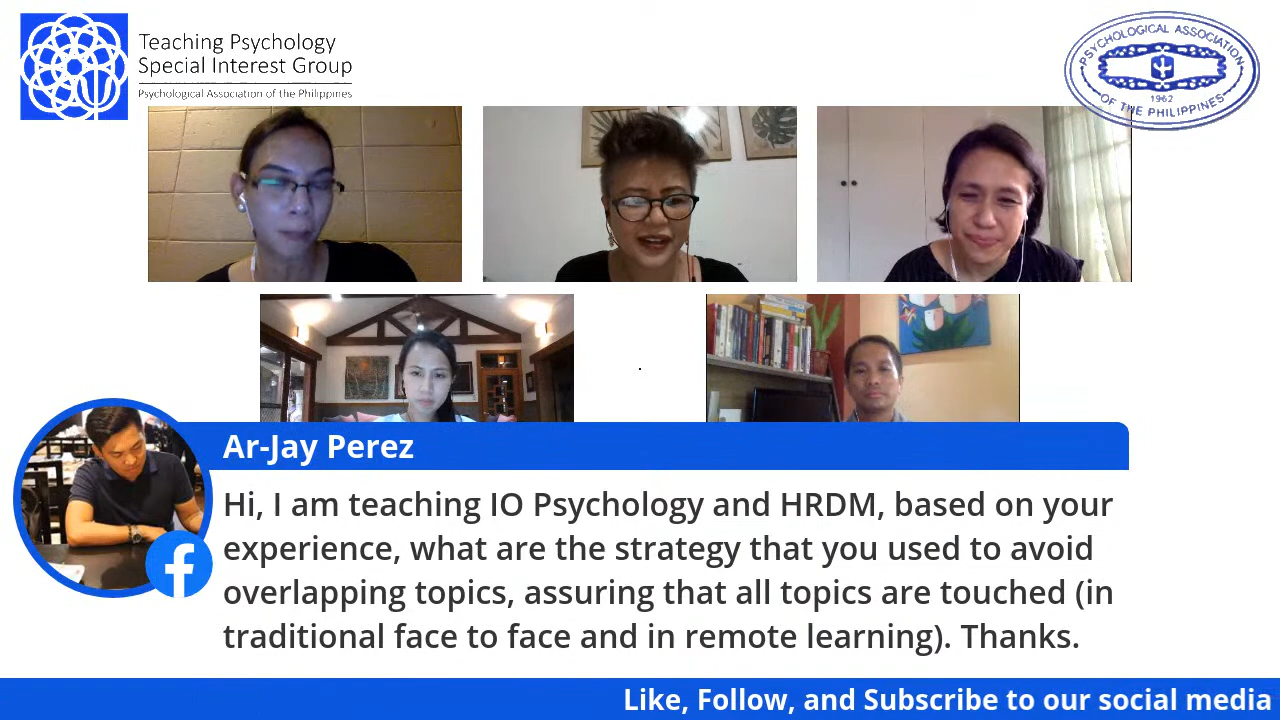 Teaching Psychology
Special Interest Group
Psychological Association of the Philippines
PSYCHOLOGICAL ASSOCIATION
1962
OF THE PHILIPPINES
Ar-Jay Perez
Hi, I am teaching IO Psychology and HRDM, based on your
experience, what are the strategy that you used to avoid
overlapping topics, assuring that all topics are touched (in
traditional face to face and in remote learning). Thanks.
Like, Follow, and Subscribe to our social media